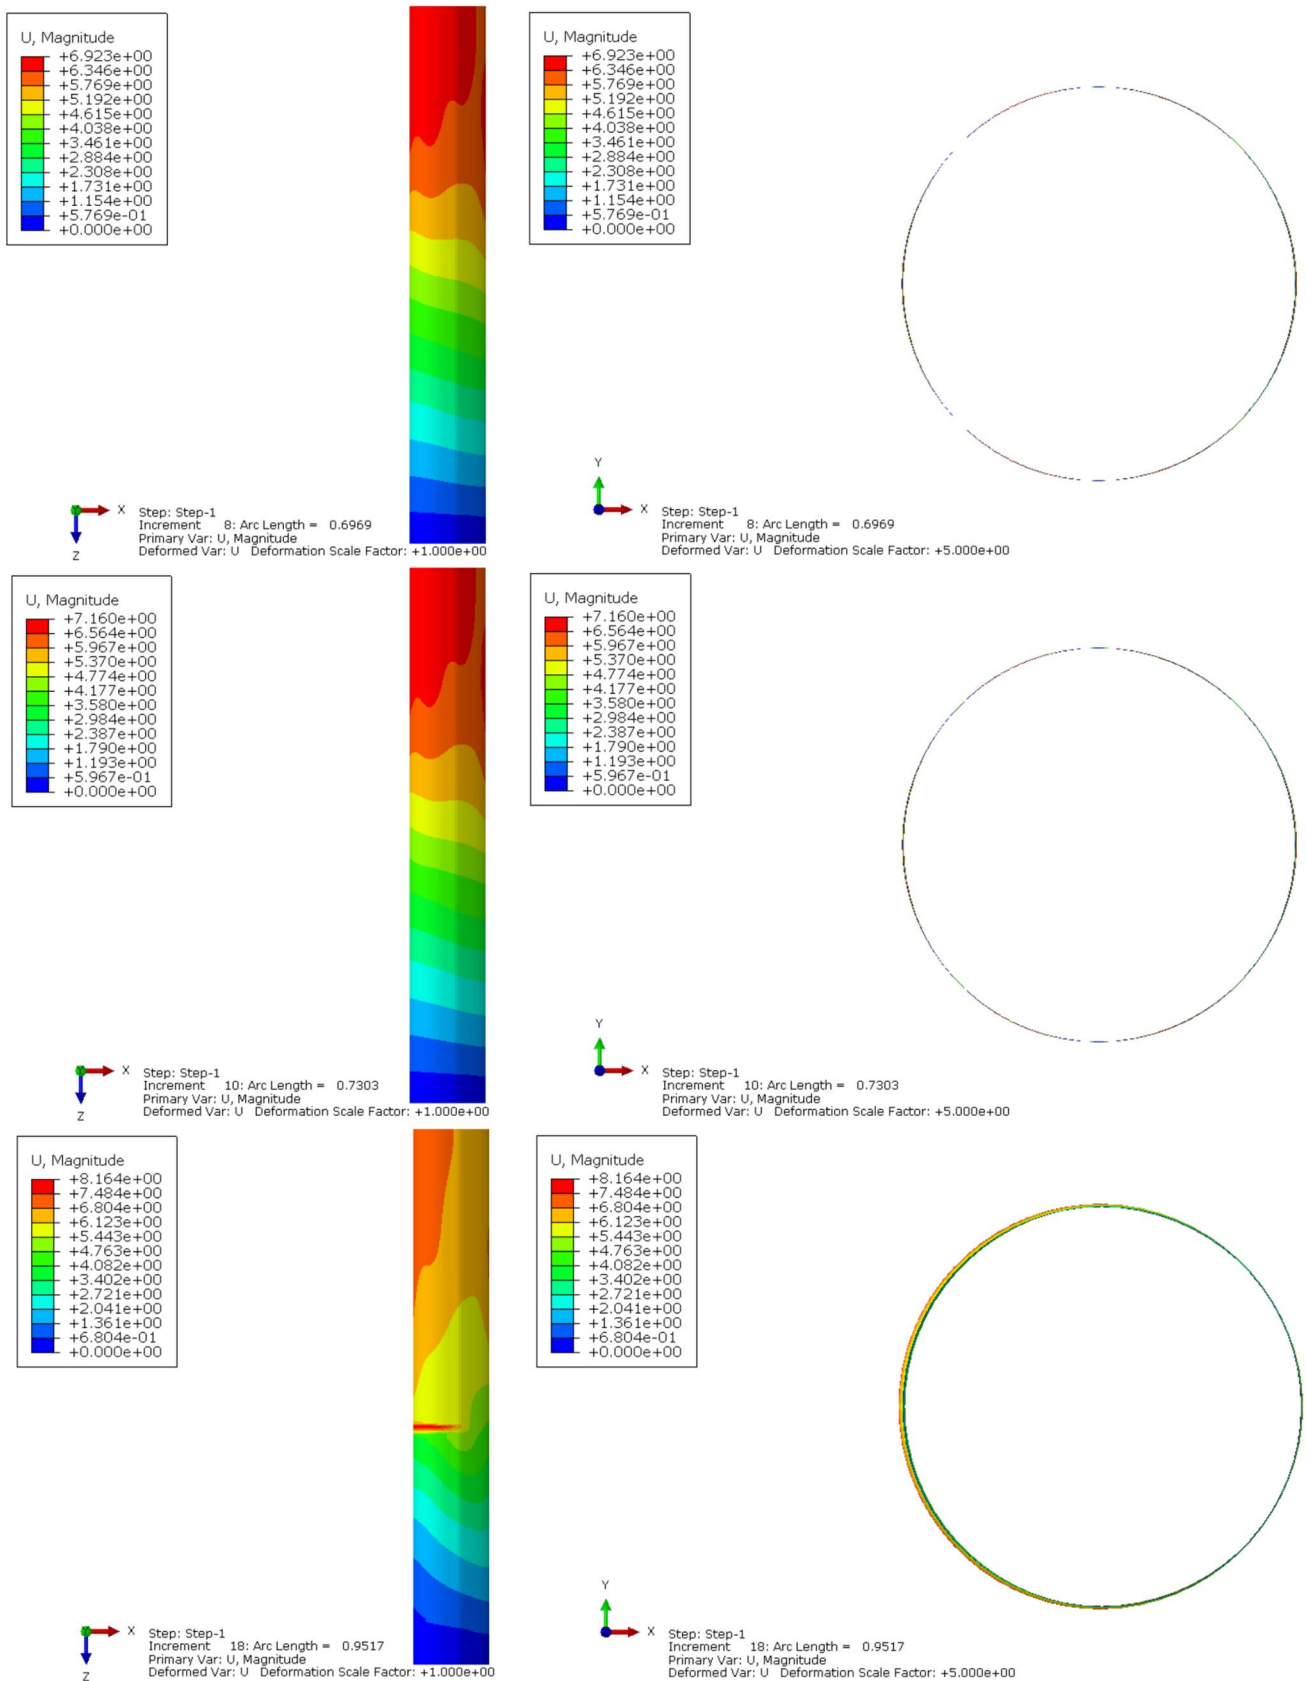 U, Magnitude
+6.923e+00
+6.346e+00
+5.769e+00
+5.192e+00
+4.615e+00
+4.038e+00
+3.461e+00
+2.884e+00
+2.308e+00
+1.731e+00
+1.154e+00
+5.769e-01
+0.000e+00
X
Z
Step: Step-1
Increment 8: Arc Length = 0.6969
Primary Var: U, Magnitude
Deformed Var: U Deformation Scale Factor: +1.000e+00
U, Magnitude
+6.923e+00
+6.346e+00
+5.769e+00
+5.192e+00
+4.615e+00
+4.038e+00
+3.461e+00
+2.884e+00
+2.308e+00
+1.731e+00
+1.154e+00
+5.769e-01
+0.000e+00
Y
X
Step: Step-1
Increment 8: Arc Length = 0.6969
Primary Var: U, Magnitude
Deformed Var: U Deformation Scale Factor: +5.000e+00
U, Magnitude
+7.160e+00
+6.564e+00
+5.967e+00
+5.370e+00
+4.774e+00
+4.177e+00
+3.580e+00
+2.984e+00
+2.387e+00
+1.790e+00
+1.193e+00
+5.967e-01
+0.000e+00
X
Z
Step: Step-1
Increment 10: Arc Length = 0.7303
Primary Var: U, Magnitude
Deformed Var: U Deformation Scale Factor: +1.000e+00
U, Magnitude
+7.160e+00
+6.564e+00
+5.967e+00
+5.370e+00
+4.774e+00
+4.177e+00
+3.580e+00
+2.984e+00
+2.387e+00
+1.790e+00
+1.193e+00
+5.967e-01
+0.000e+00
Y
X
Step: Step-1
Increment 10: Arc Length = 0.7303
Primary Var: U, Magnitude
Deformed Var: U Deformation Scale Factor: +5.000e+00
U, Magnitude
+8.164e+00
+7.484e+00
+6.804e+00
+6.123e+00
+5.443e+00
+4.763e+00
+4.082e+00
+3.402e+00
+2.721e+00
+2.041e+00
+1.361e+00
+6.804e-01
+0.000e+00
X
Z
Step: Step-1
Increment 18: Arc Length = 0.9517
Primary Var: U, Magnitude
Deformed Var: U Deformation Scale Factor: +1.000e+00
U, Magnitude
+8.164e+00
+7.484e+00
+6.804e+00
+6.123e+00
+5.443e+00
+4.763e+00
+4.082e+00
+3.402e+00
+2.721e+00
+2.041e+00
+1.361e+00
+6.804e-01
+0.000e+00
Y
X
Step: Step-1
Increment 18: Arc Length = 0.9517
Primary Var: U, Magnitude
Deformed Var: U Deformation Scale Factor: +5.000e+00